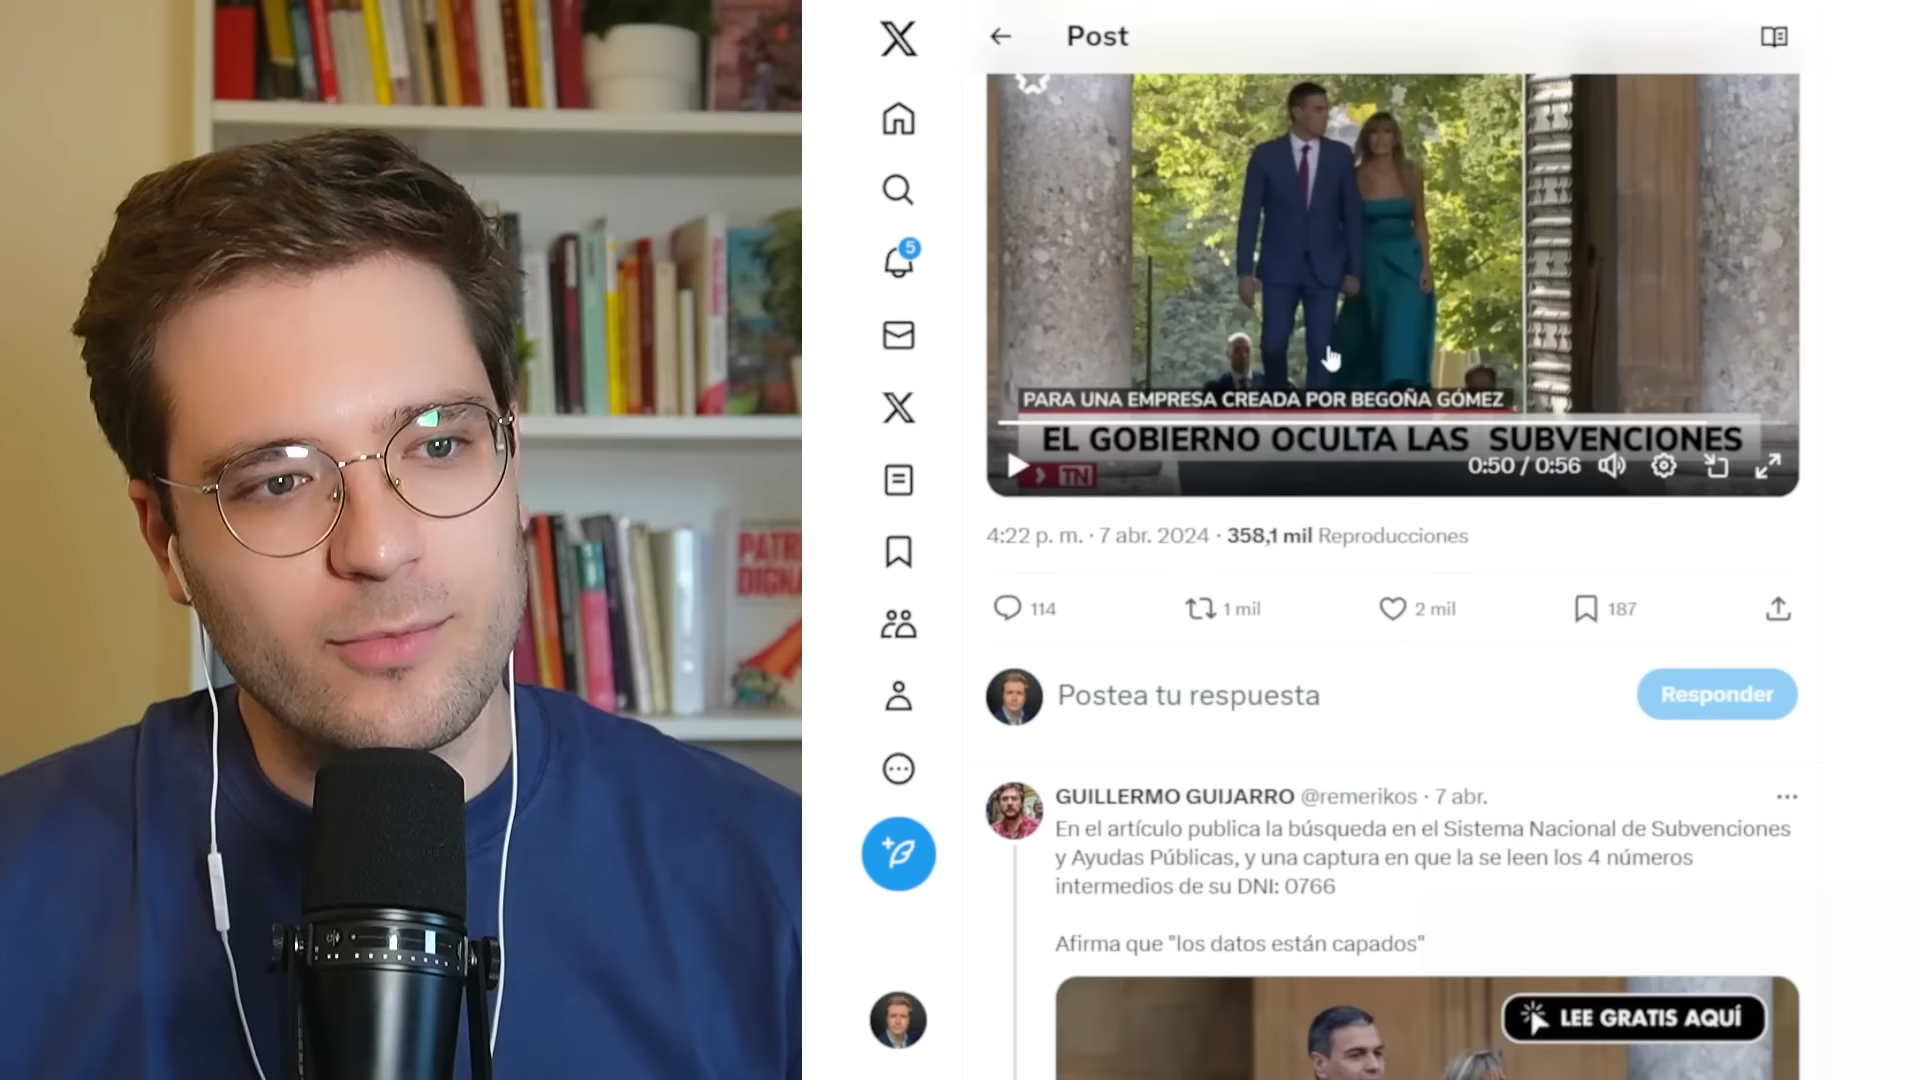 PATRI
DIGNA
5
Post
PARA UNA EMPRESA CREADA POR BEGOÑA GÓMEZ
EL GOBIERNO OCULTA LAS SUBVENCIONES
0:50 / 0:56
TN
4:22 p. m. · 7 abr. 2024 · 358,1 mil Reproducciones
114
1 mil
2 mil
187
Postea tu respuesta
Responder
GUILLERMO GUIJARRO @remerikos · 7 abr.
En el artículo publica la búsqueda en el Sistema Nacional de Subvenciones
y Ayudas Públicas, y una captura en que la se leen los 4 números
intermedios de su DNI: 0766
Afirma que "los datos están capados"
LEE GRATIS AQUÍ